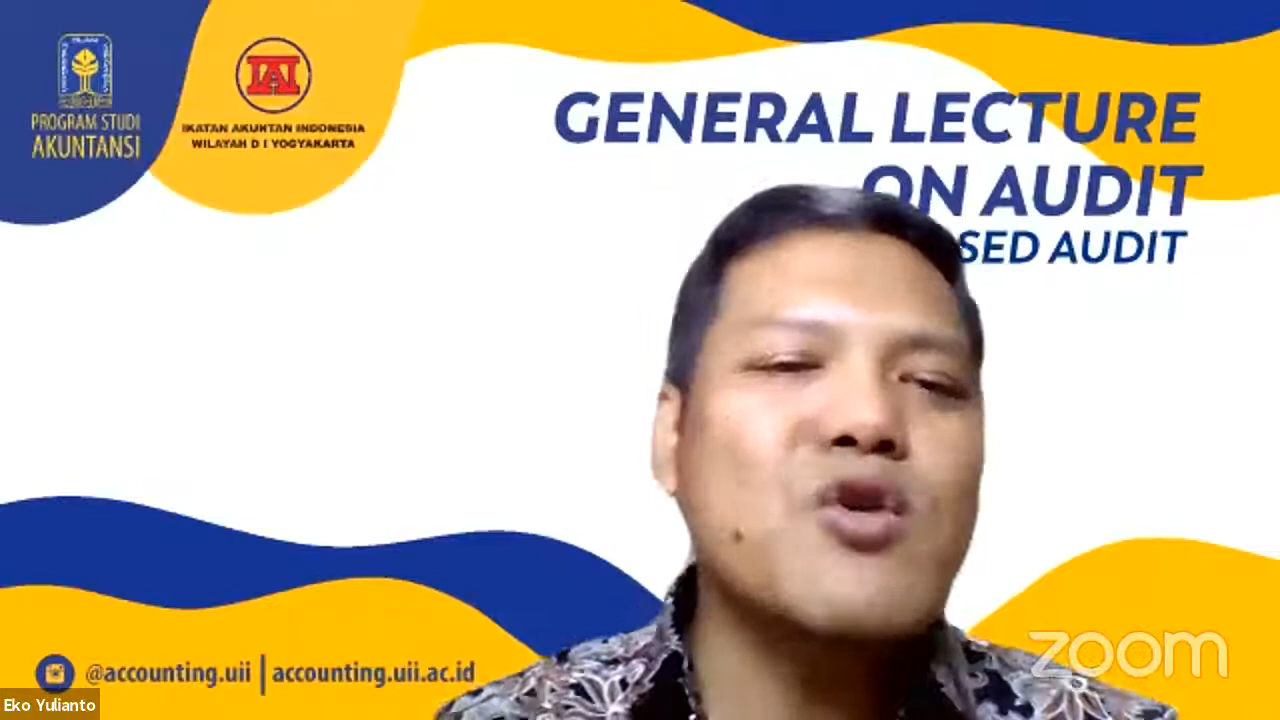 PROGRAM STUDI
AKUNTANSI
IAI
IKATAN AKUNTAN INDONESIA
WILAYAH D I YOGYAKARTA
GENERAL LECTURE
ON AUDIT
SED AUDIT
@accounting.uii | accounting.uii.ac.id
Eko Yulianto
zoom